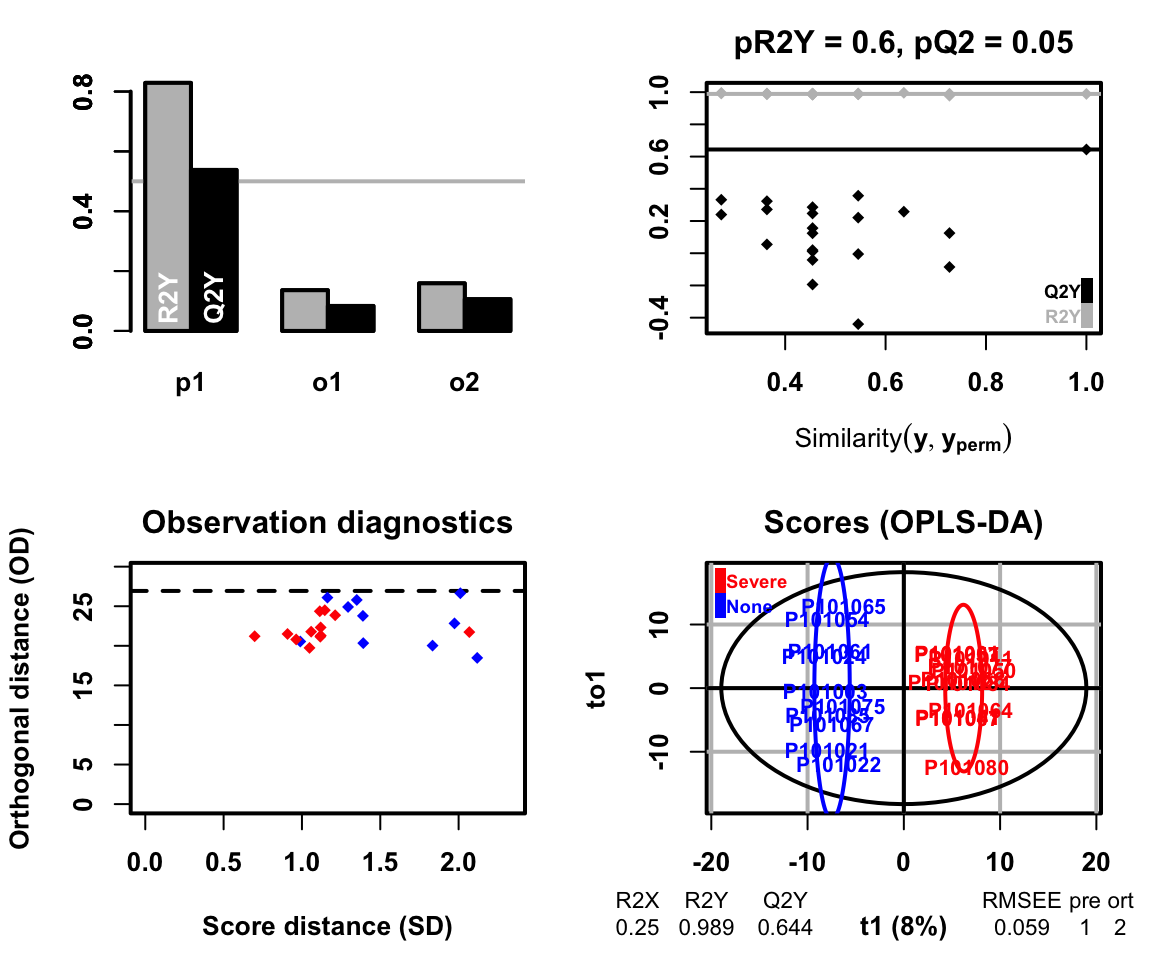 0.8
0.4
0.0
R2Y
Q2Y
p1 o1 o2
pR2Y = 0.6, pQ2 = 0.05
1.0
0.6
0.2
-0.4
Q2Y
R2Y
0.4 0.6 0.8 1.0
Similarity(y, yperm)
Observation diagnostics
Orthogonal distance (OD)
25
15
5
0
0.0 0.5 1.0 1.5 2.0
Score distance (SD)
Scores (OPLS-DA)
to1
10
0
-10
Severe
None
P101065
P101054
P101061
P101024
P101003
P101075
P101067
P101021
P101022
P101064
P101080
-20 -10 0 10 20
R2X R2Y Q2Y RMSEE pre ort
0.25 0.989 0.644 t1 (8%) 0.059 1 2